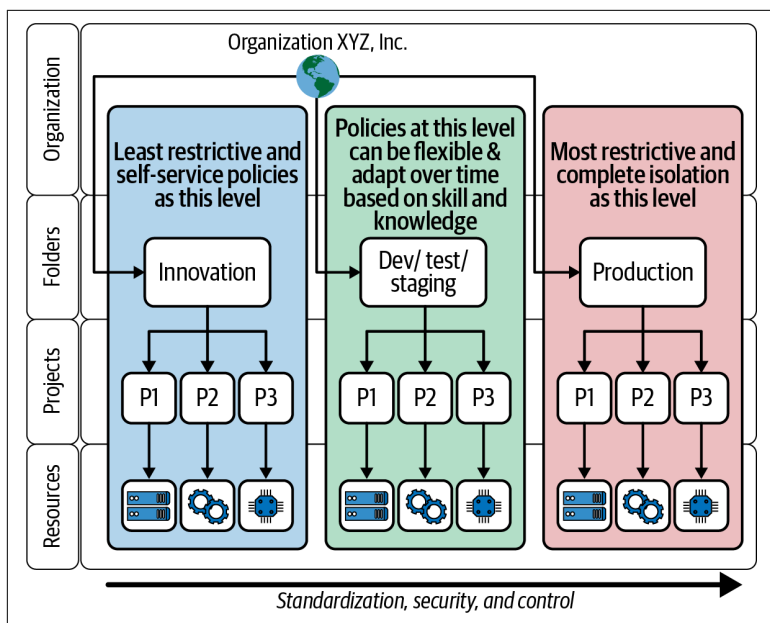 Organization XYZ, Inc.
Organization
Least restrictive and
self-service policies
as this level
Policies at this level
can be flexible &
adapt over time
based on skill and
knowledge
Most restrictive and
complete isolation
as this level
Folders
Innovation
Dev/ test/
staging
Production
Projects
P1
P2
P3
P1
P2
P3
P1
P2
P3
Resources
Standardization, security, and control